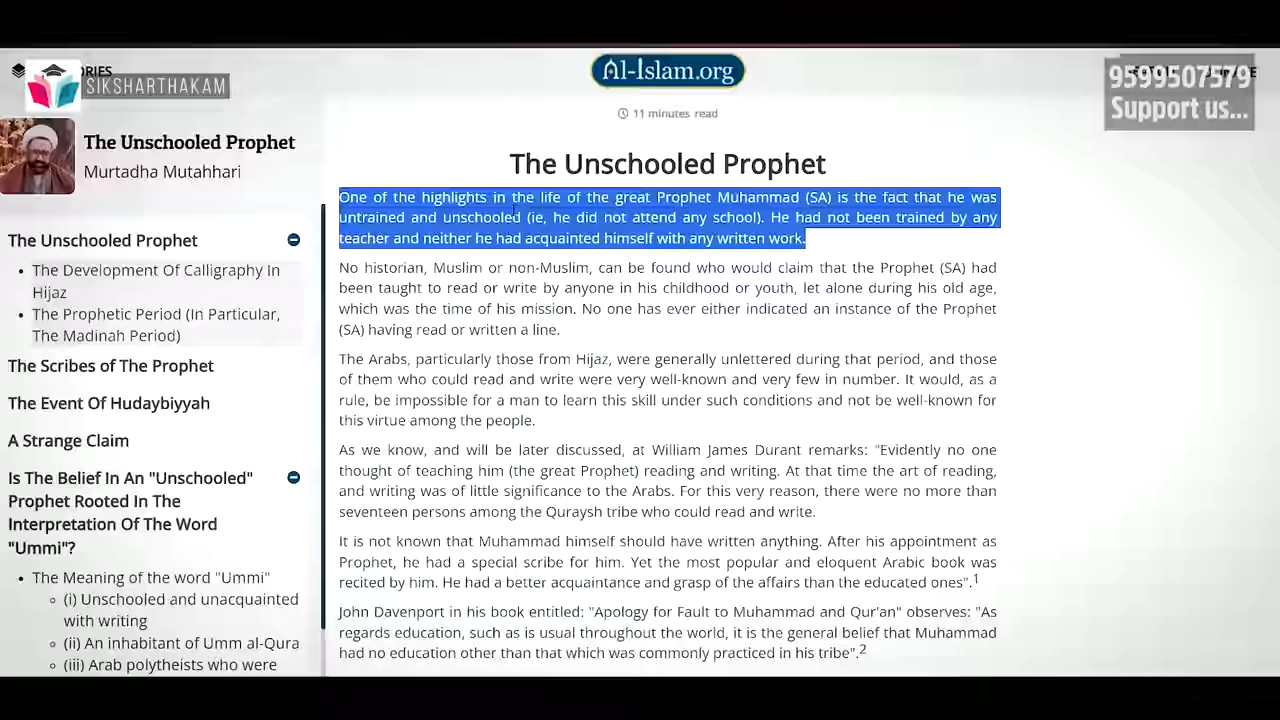 ORIES
SIKSHARTHAKAM
Al-Islam.org
9599507579
Support us...
11 minutes read
The Unschooled Prophet
Murtadha Mutahhari
The Unschooled Prophet
The Development Of Calligraphy In
Hijaz
The Prophetic Period (In Particular,
The Madinah Period)
The Scribes of The Prophet
The Event Of Hudaybiyyah
A Strange Claim
Is The Belief In An "Unschooled"
Prophet Rooted In The
Interpretation Of The Word
"Ummi"?
The Meaning of the word "Ummi"
(i) Unschooled and unacquainted
with writing
(ii) An inhabitant of Umm al-Qura
(iii) Arab polytheists who were
The Unschooled Prophet
One of the highlights in the life of the great Prophet Muhammad (SA) is the fact that he was
untrained and unschooled (ie, he did not attend any school). He had not been trained by any
teacher and neither he had acquainted himself with any written work.
No historian, Muslim or non-Muslim, can be found who would claim that the Prophet (SA) had
been taught to read or write by anyone in his childhood or youth, let alone during his old age,
which was the time of his mission. No one has ever either indicated an instance of the Prophet
(SA) having read or written a line.
The Arabs, particularly those from Hijaz, were generally unlettered during that period, and those
of them who could read and write were very well-known and very few in number. It would, as a
rule, be impossible for a man to learn this skill under such conditions and not be well-known for
this virtue among the people.
As we know, and will be later discussed, at William James Durant remarks: "Evidently no one
thought of teaching him (the great Prophet) reading and writing. At that time the art of reading,
and writing was of little significance to the Arabs. For this very reason, there were no more than
seventeen persons among the Quraysh tribe who could read and write.
It is not known that Muhammad himself should have written anything. After his appointment as
Prophet, he had a special scribe for him. Yet the most popular and eloquent Arabic book was
recited by him. He had a better acquaintance and grasp of the affairs than the educated ones".1
John Davenport in his book entitled: "Apology for Fault to Muhammad and Qur'an" observes: "As
regards education, such as is usual throughout the world, it is the general belief that Muhammad
had no education other than that which was commonly practiced in his tribe".2